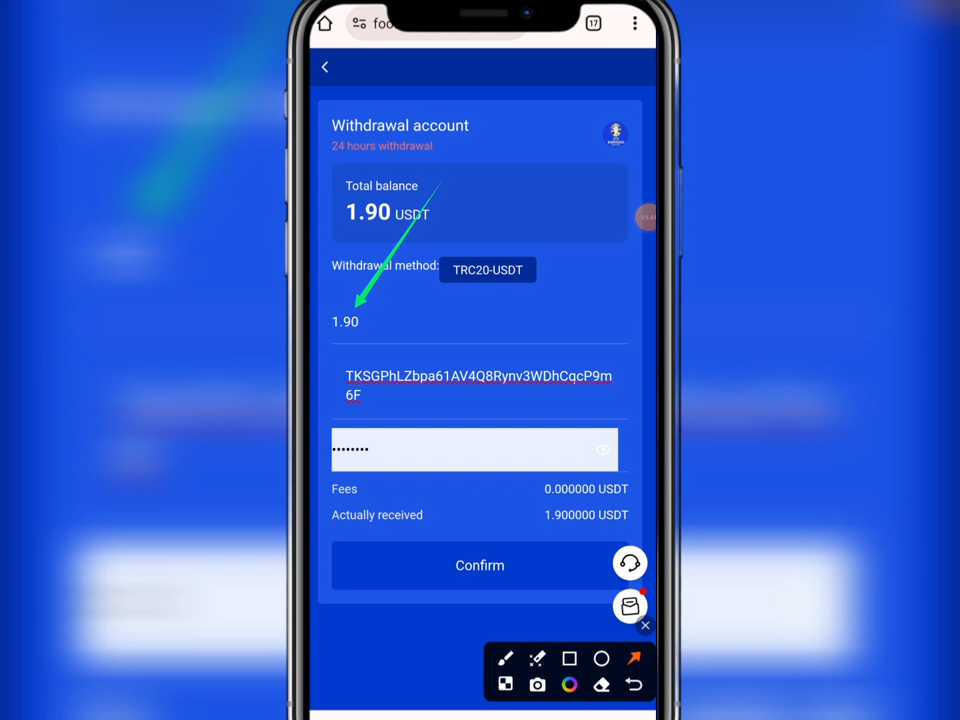 foo
17
Withdrawal account
24 hours withdrawal
Total balance
1.90 USDT
Withdrawal method: TRC20-USDT
1.90
TKSGPhLZbpa61AV4Q8Rynv3WDhCqcP9m
6F
Fees 0.000000 USDT
Actually received 1.900000 USDT
Confirm